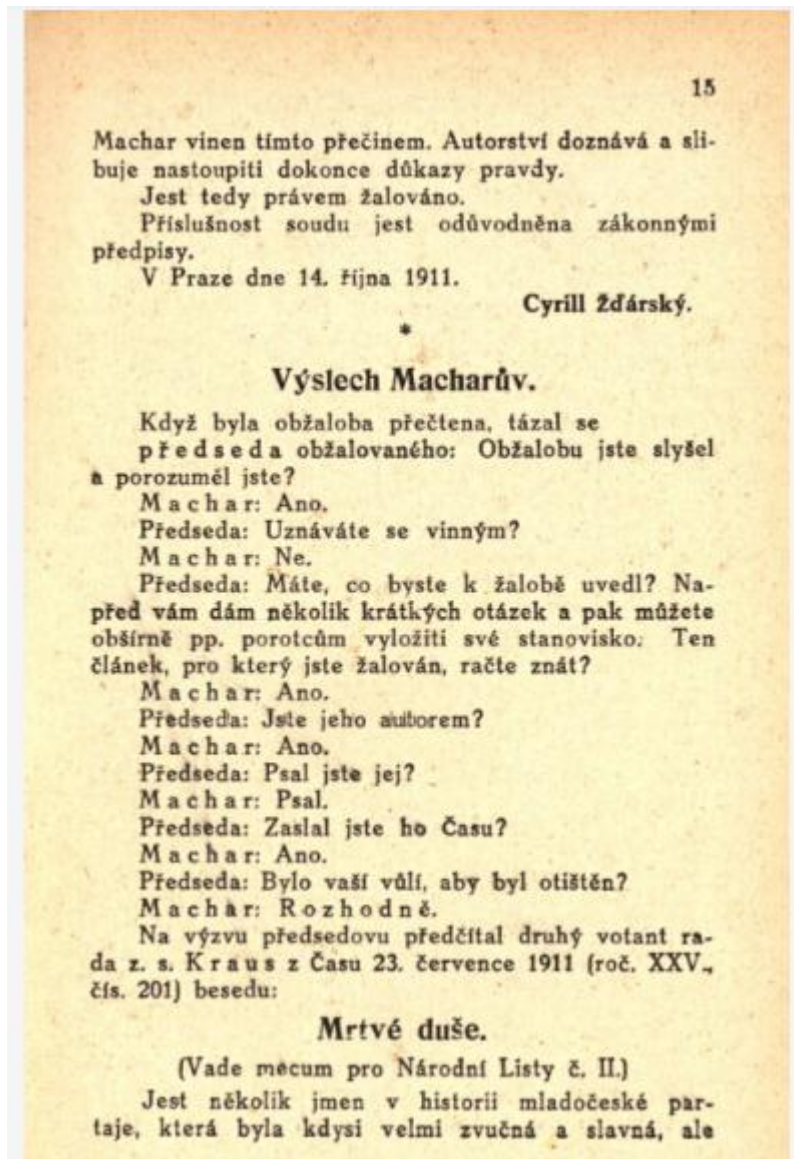 15
Machar vinen tímto přečinem. Autorství doznává a sli-
buje nastoupiti dokonce důkazy pravdy.
Jest tedy právem žalováno.
Příslušnost soudu jest odůvodněna zákonnými
předpisy.
V Praze dne 14. října 1911.
Cyrill Žďárský.
*
Výslech Macharův.
Když byla obžaloba přečtena, tázal se
předseda obžalovaného: Obžalobu jste slyšel
a porozuměl jste?
Machar: Ano.
Předseda: Uznáváte se vinným?
Machar: Ne.
Předseda: Máte, co byste k žalobě uvedl? Na-
před vám dám několik krátkých otázek a pak můžete
obšírně pp. porotcům vyložiti své stanovisko. Ten
článek, pro který jste žalován, račte znát?
Machar: Ano.
Předseda: Jste jeho autorem?
Machar: Ano.
Předseda: Psal jste jej?
Machar: Psal.
Předseda: Zaslal jste ho Času?
Machar: Ano.
Předseda: Bylo vaší vůlí, aby byl otištěn?
Machar: Rozhodně.
Na výzvu předsedovu předčítal druhý votant ra-
da z. s. Kraus z Času 23. července 1911 (roč. XXV.,
čís. 201) besedu:
Mrtvé duše.
(Vade mecum pro Národní Listy č. II.)
Jest několik jmen v historii mladočeské par-
taje, která byla kdysi velmi zvučná a slavná, ale